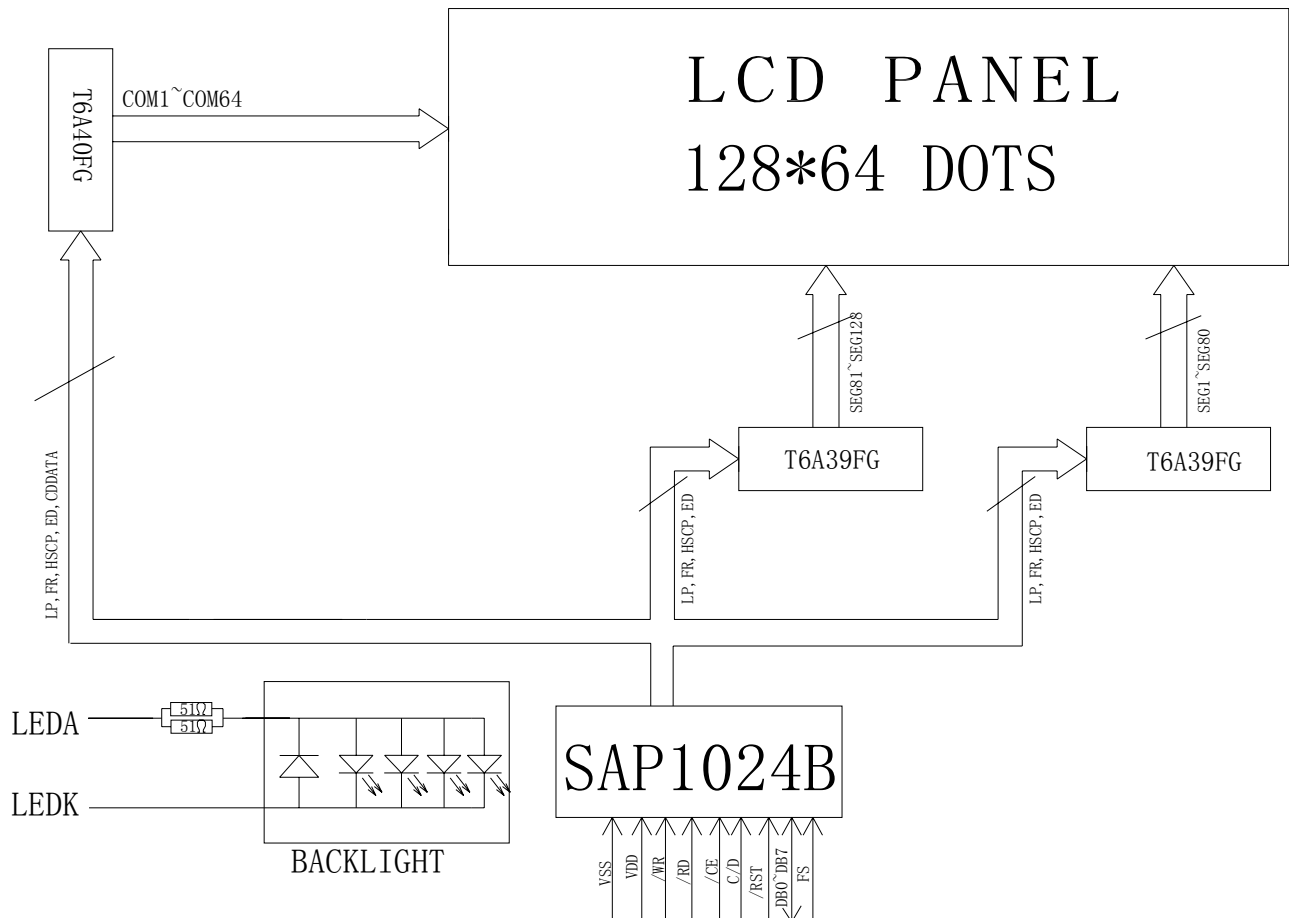 LCD PANEL
128*64 DOTS
T6A40FG
COM1~COM64
SEG81~SEG128
SEG1~SEG80
T6A39FG
T6A39FG
LP,FR,HSCP,ED,CDDATA
LP,FR,HSCP,ED
LP,FR,HSCP,ED
LEDA
51Ω
51Ω
LEDK
BACKLIGHT
SAP1024B
VSS
VDD
/WR
/RD
/CE
C/D
/RST
DB0~DB7
FS